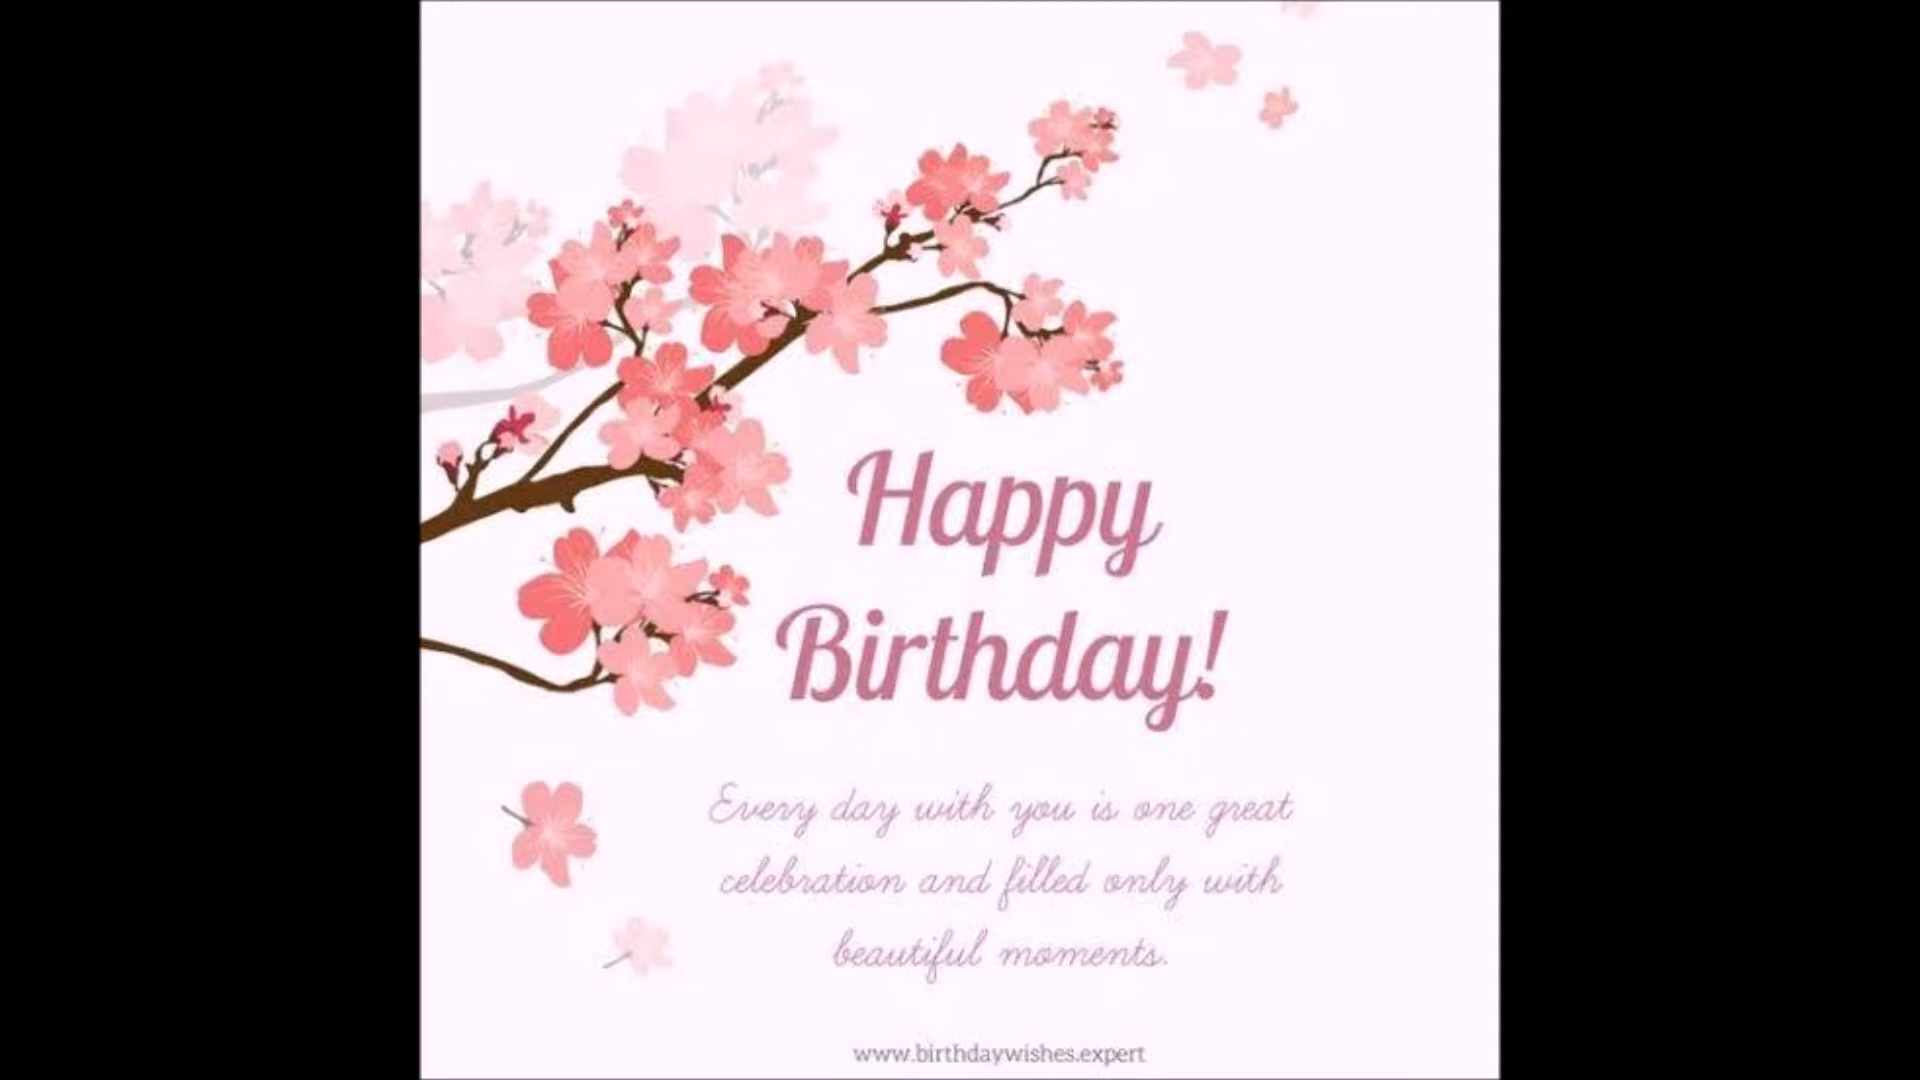 Happy
Birthday!
Every day with you is one great
celebration and filled only with
beautiful moments.
www.birthdaywishes.expert